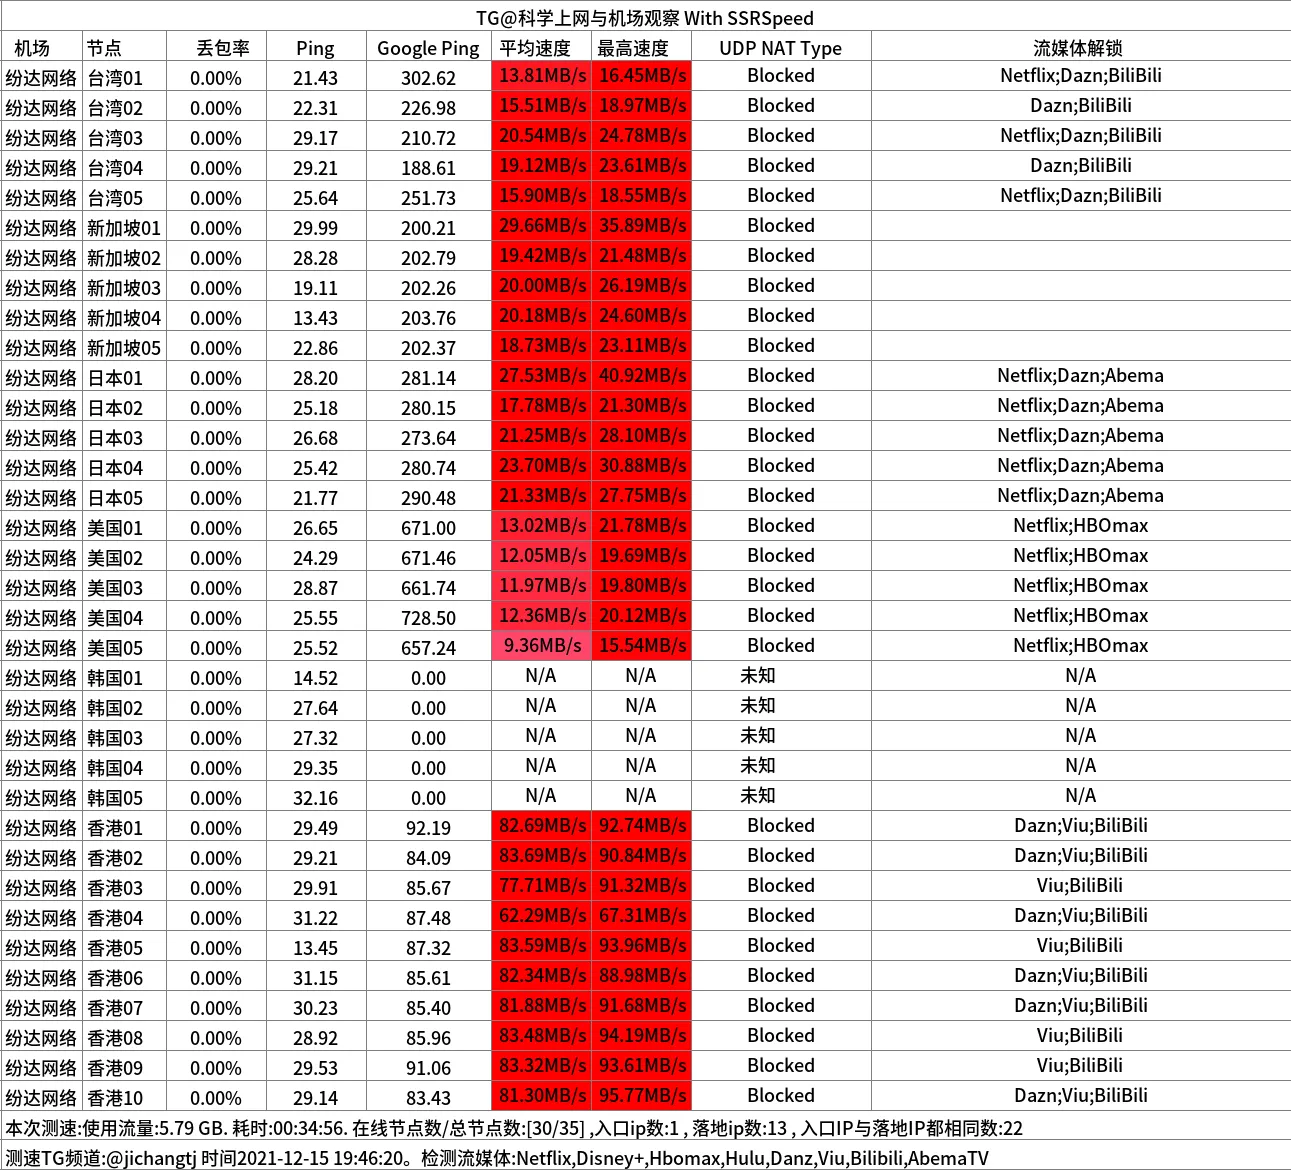 TG@科学上网与机场观察 With SSRSpeed
机场 节点 丢包率 Ping Google Ping 平均速度 最高速度 UDP NAT Type 流媒体解锁
纷达网络 台湾01 0.00% 21.43 302.62 13.81MB/s 16.45MB/s Blocked Netflix;Dazn;BiliBili
纷达网络 台湾02 0.00% 22.31 226.98 15.51MB/s 18.97MB/s Blocked Dazn;BiliBili
纷达网络 台湾03 0.00% 29.17 210.72 20.54MB/s 24.78MB/s Blocked Netflix;Dazn;BiliBili
纷达网络 台湾04 0.00% 29.21 188.61 19.12MB/s 23.61MB/s Blocked Dazn;BiliBili
纷达网络 台湾05 0.00% 25.64 251.73 15.90MB/s 18.55MB/s Blocked Netflix;Dazn;BiliBili
纷达网络 新加坡01 0.00% 29.99 200.21 29.66MB/s 35.89MB/s Blocked
纷达网络 新加坡02 0.00% 28.28 202.79 19.42MB/s 21.48MB/s Blocked
纷达网络 新加坡03 0.00% 19.11 202.26 20.00MB/s 26.19MB/s Blocked
纷达网络 新加坡04 0.00% 13.43 203.76 20.18MB/s 24.60MB/s Blocked
纷达网络 新加坡05 0.00% 22.86 202.37 18.73MB/s 23.11MB/s Blocked
纷达网络 日本01 0.00% 28.20 281.14 27.53MB/s 40.92MB/s Blocked Netflix;Dazn;Abema
纷达网络 日本02 0.00% 25.18 280.15 17.78MB/s 21.30MB/s Blocked Netflix;Dazn;Abema
纷达网络 日本03 0.00% 26.68 273.64 21.25MB/s 28.10MB/s Blocked Netflix;Dazn;Abema
纷达网络 日本04 0.00% 25.42 280.74 23.70MB/s 30.88MB/s Blocked Netflix;Dazn;Abema
纷达网络 日本05 0.00% 21.77 290.48 21.33MB/s 27.75MB/s Blocked Netflix;Dazn;Abema
纷达网络 美国01 0.00% 26.65 671.00 13.02MB/s 21.78MB/s Blocked Netflix;HBOmax
纷达网络 美国02 0.00% 24.29 671.46 12.05MB/s 19.69MB/s Blocked Netflix;HBOmax
纷达网络 美国03 0.00% 28.87 661.74 11.97MB/s 19.80MB/s Blocked Netflix;HBOmax
纷达网络 美国04 0.00% 25.55 728.50 12.36MB/s 20.12MB/s Blocked Netflix;HBOmax
纷达网络 美国05 0.00% 25.52 657.24 9.36MB/s 15.54MB/s Blocked Netflix;HBOmax
纷达网络 韩国01 0.00% 14.52 0.00 N/A N/A 未知 N/A
纷达网络 韩国02 0.00% 27.64 0.00 N/A N/A 未知 N/A
纷达网络 韩国03 0.00% 27.32 0.00 N/A N/A 未知 N/A
纷达网络 韩国04 0.00% 29.35 0.00 N/A N/A 未知 N/A
纷达网络 韩国05 0.00% 32.16 0.00 N/A N/A 未知 N/A
纷达网络 香港01 0.00% 29.49 92.19 82.69MB/s 92.74MB/s Blocked Dazn;Viu;BiliBili
纷达网络 香港02 0.00% 29.21 84.09 83.69MB/s 90.84MB/s Blocked Dazn;Viu;BiliBili
纷达网络 香港03 0.00% 29.91 85.67 77.71MB/s 91.32MB/s Blocked Viu;BiliBili
纷达网络 香港04 0.00% 31.22 87.48 62.29MB/s 67.31MB/s Blocked Dazn;Viu;BiliBili
纷达网络 香港05 0.00% 13.45 87.32 83.59MB/s 93.96MB/s Blocked Viu;BiliBili
纷达网络 香港06 0.00% 31.15 85.61 82.34MB/s 88.98MB/s Blocked Dazn;Viu;BiliBili
纷达网络 香港07 0.00% 30.23 85.40 81.88MB/s 91.68MB/s Blocked Dazn;Viu;BiliBili
纷达网络 香港08 0.00% 28.92 85.96 83.48MB/s 94.19MB/s Blocked Viu;BiliBili
纷达网络 香港09 0.00% 29.53 91.06 83.32MB/s 93.61MB/s Blocked Viu;BiliBili
纷达网络 香港10 0.00% 29.14 83.43 81.30MB/s 95.77MB/s Blocked Dazn;Viu;BiliBili
本次测速:使用流量:5.79 GB. 耗时:00:34:56. 在线节点数/总节点数:[30/35] ,入口ip数:1 , 落地ip数:13 , 入口IP与落地IP都相同数:22
测速TG频道:@jichangtj 时间2021-12-15 19:46:20。检测流媒体:Netflix,Disney+,Hbomax,Hulu,Danz,Viu,Bilibili,AbemaTV